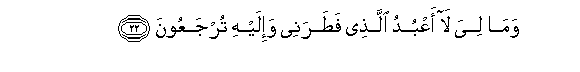 وَمَا لِىَ لَآ أَعْبُدُ ٱلَّذِى فَطَرَنِى وَإِلَيْهِ تُرْجَعُونَ ۝٢٢